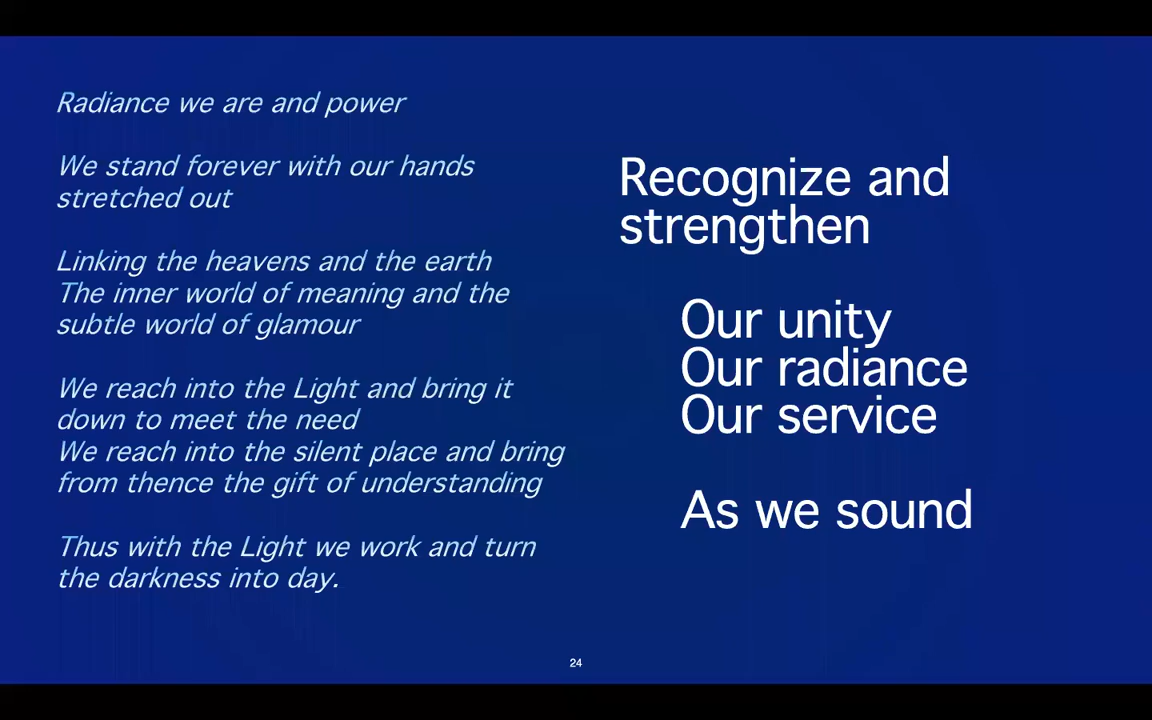 Radiance we are and power
We stand forever with our hands
stretched out
Linking the heavens and the earth
The inner world of meaning and the
subtle world of glamour
We reach into the Light and bring it
down to meet the need
We reach into the silent place and bring
from thence the gift of understanding
Thus with the Light we work and turn
the darkness into day.
Recognize and
strengthen
Our unity
Our radiance
Our service
As we sound
24